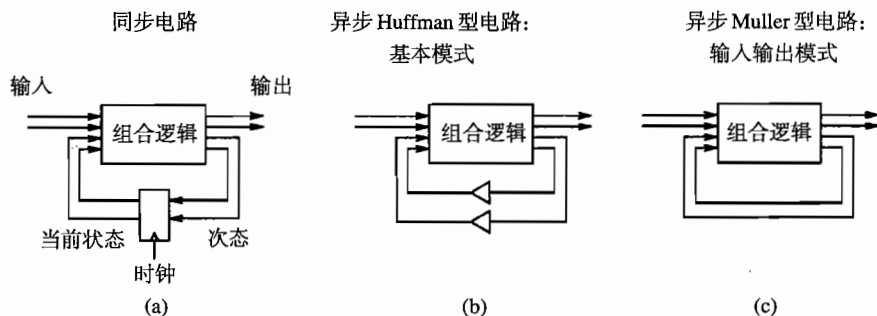 同步电路
输入
输出
组合逻辑
当前状态
次态
时钟
(a)
异步 Huffman 型电路:
基本模式
组合逻辑
(b)
异步 Muller 型电路:
输入输出模式
组合逻辑
(c)